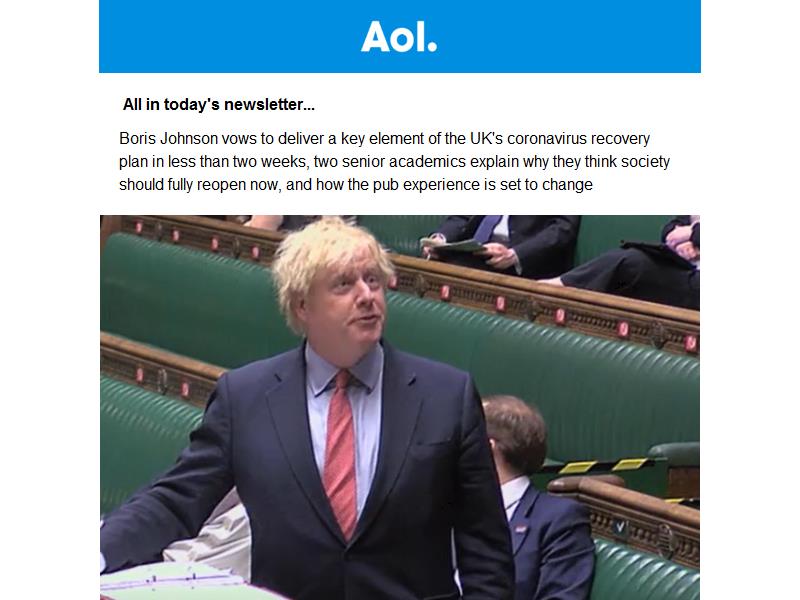 Aol.
All in today's newsletter...
Boris Johnson vows to deliver a key element of the UK's coronavirus recovery
plan in less than two weeks, two senior academics explain why they think society
should fully reopen now, and how the pub experience is set to change